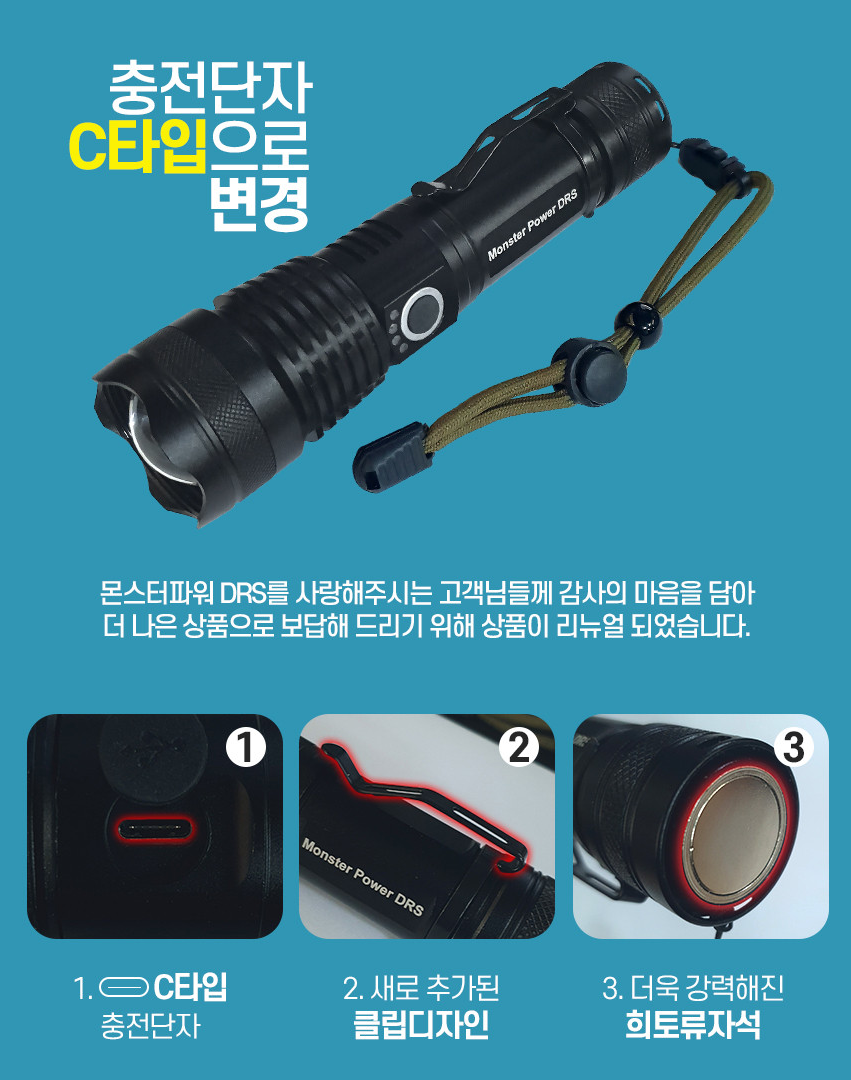 충전단자
C타입으로
변경
Monster Power DRS
몬스터파워 DRS를 사랑해주시는 고객님들께 감사의 마음을 담아
더 나은 상품으로 보답해 드리기 위해 상품이 리뉴얼 되었습니다.
1
2
3
Monster Power DRS
1. C타입
충전단자
2. 새로 추가된
클립디자인
3. 더욱 강력해진
희토류자석